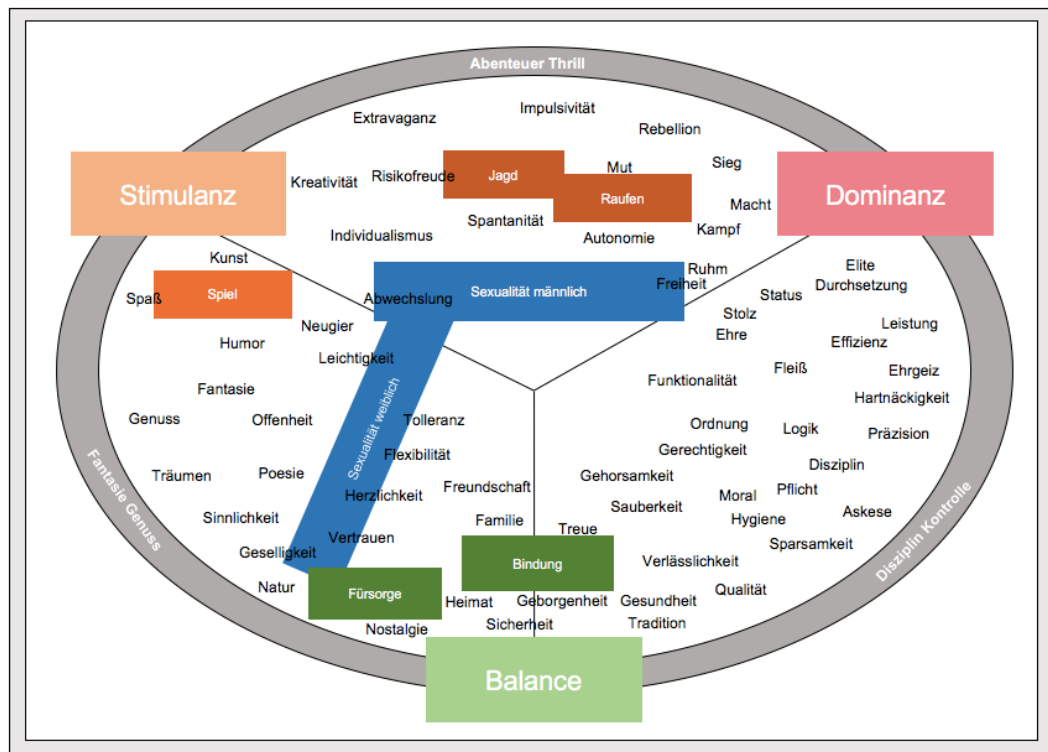 Abenteuer Thrill
Extravaganz
Impulsivität
Rebellion
Stimulanz
Kreativität
Risikofreude
Jagd
Mut
Raufen
Sieg
Dominanz
Macht
Spantanität
Individualismus
Autonomie
Kampf
Kunst
Ruhm
Freiheit
Elite
Durchsetzung
Spaß
Spiel
Abwechslung
Sexualität männlich
Status
Stolz
Ehre
Leistung
Effizienz
Neugier
Humor
Leichtigkeit
Fantasie
Funktionalität
Fleiß
Ehrgeiz
Hartnäckigkeit
Genuss
Offenheit
Sexualität weiblich
Tolleranz
Ordnung
Logik
Präzision
Gerechtigkeit
Flexibilität
Träumen
Poesie
Herzlichkeit
Freundschaft
Gehorsamkeit
Disziplin
Pflicht
Moral
Sauberkeit
Hygiene
Askese
Sinnlichkeit
Familie
Treue
Vertrauen
Sparsamkeit
Geselligkeit
Bindung
Verlässlichkeit
Fantasie Genuss
Disziplin Kontrolle
Natur
Fürsorge
Heimat
Geborgenheit
Gesundheit
Qualität
Nostalgie
Sicherheit
Tradition
Balance